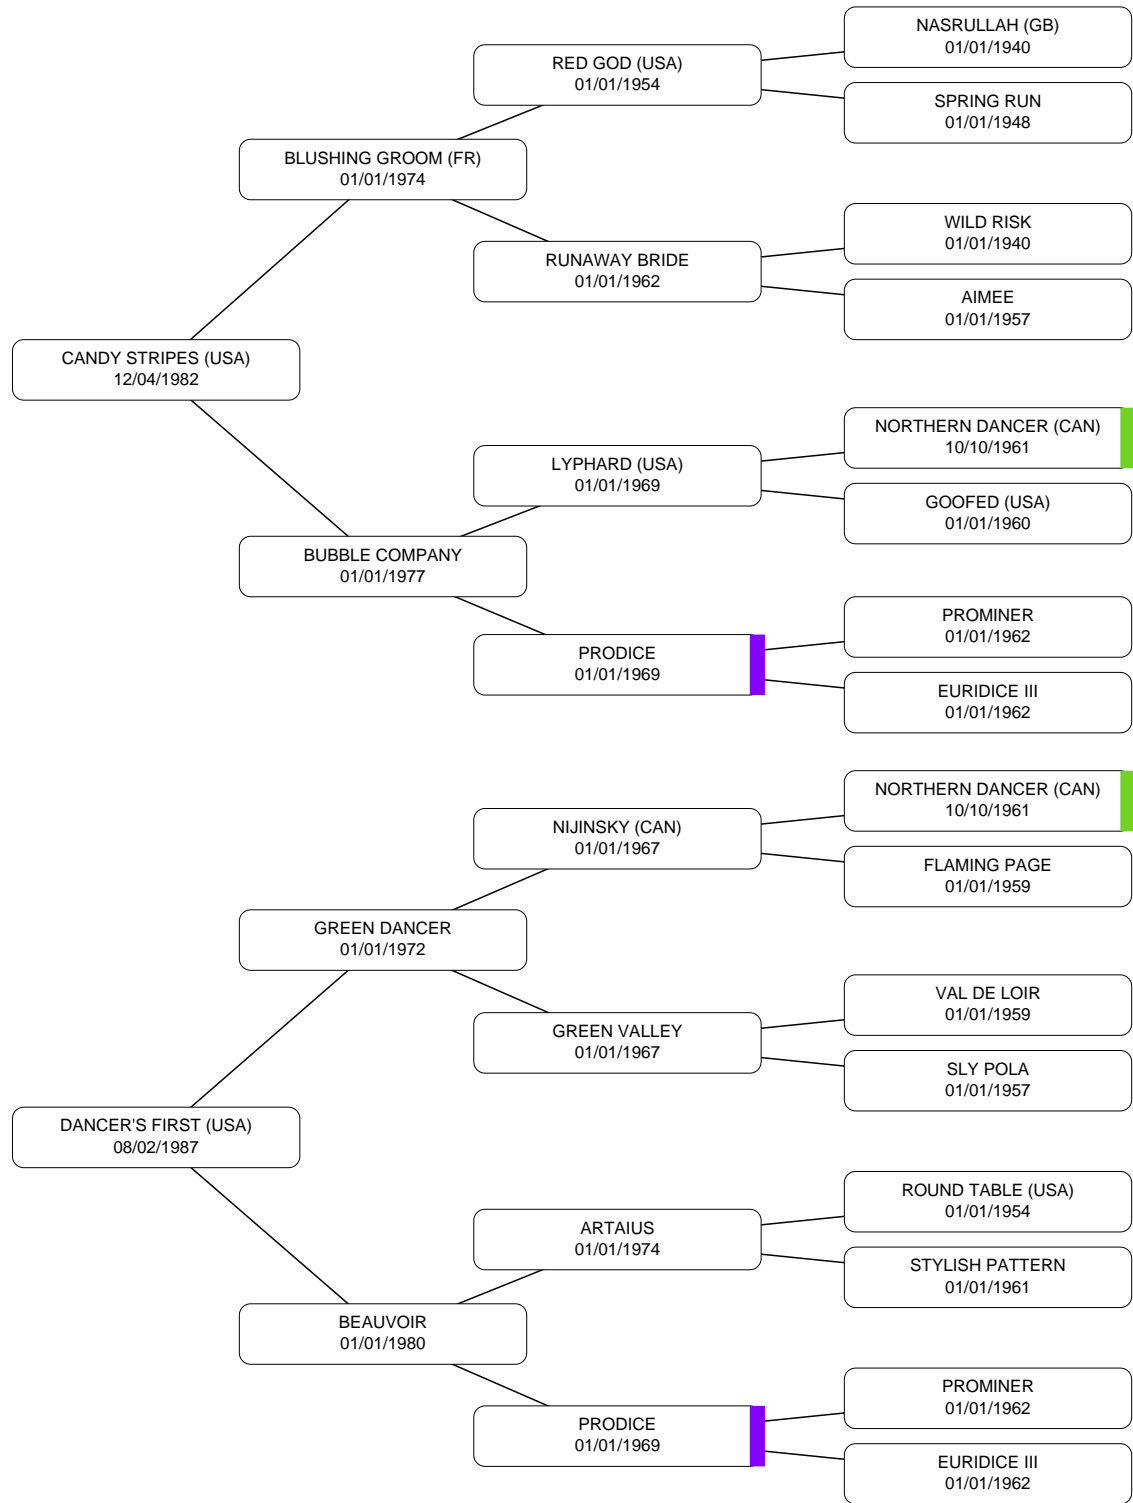 NASRULLAH (GB)
01/01/1940
RED GOD (USA)
01/01/1954
SPRING RUN
01/01/1948
BLUSHING GROOM (FR)
01/01/1974
WILD RISK
01/01/1940
RUNAWAY BRIDE
01/01/1962
AIMEE
01/01/1957
CANDY STRIPES (USA)
12/04/1982
NORTHERN DANCER (CAN)
10/10/1961
LYPHARD (USA)
01/01/1969
GOOFED (USA)
01/01/1960
BUBBLE COMPANY
01/01/1977
PROMINER
01/01/1962
PRODICE
01/01/1969
EURIDICE III
01/01/1962
NORTHERN DANCER (CAN)
10/10/1961
NIJINSKY (CAN)
01/01/1967
FLAMING PAGE
01/01/1959
GREEN DANCER
01/01/1972
VAL DE LOIR
01/01/1959
GREEN VALLEY
01/01/1967
SLY POLA
01/01/1957
DANCER'S FIRST (USA)
08/02/1987
ROUND TABLE (USA)
01/01/1954
ARTAIUS
01/01/1974
STYLISH PATTERN
01/01/1961
BEAUVOIR
01/01/1980
PROMINER
01/01/1962
PRODICE
01/01/1969
EURIDICE III
01/01/1962